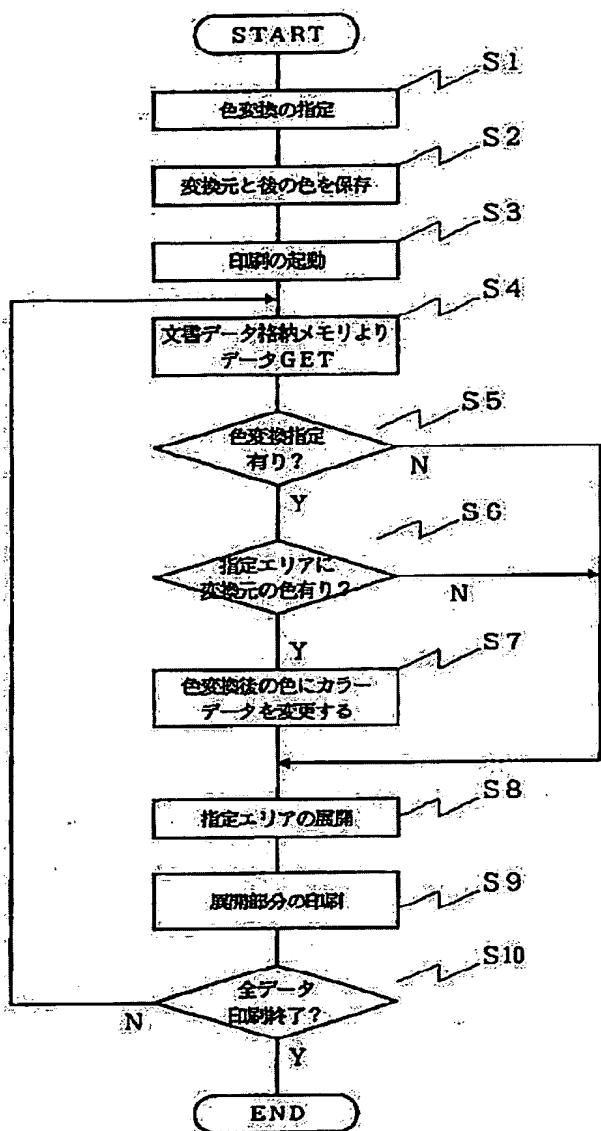 START
S1
色変換の指定
S2
変換元と後の色を保存
S3
印刷の起動
S4
文書データ格納メモリより
データGET
S5
色変換指定
有り?
N
Y
S6
指定エリアに
変換元の色有り?
N
Y
S7
色変換後の色にカラー
データを変更する
S8
指定エリアの展開
S9
展開部分の印刷
S10
全データ
印刷終了?
N
Y
END